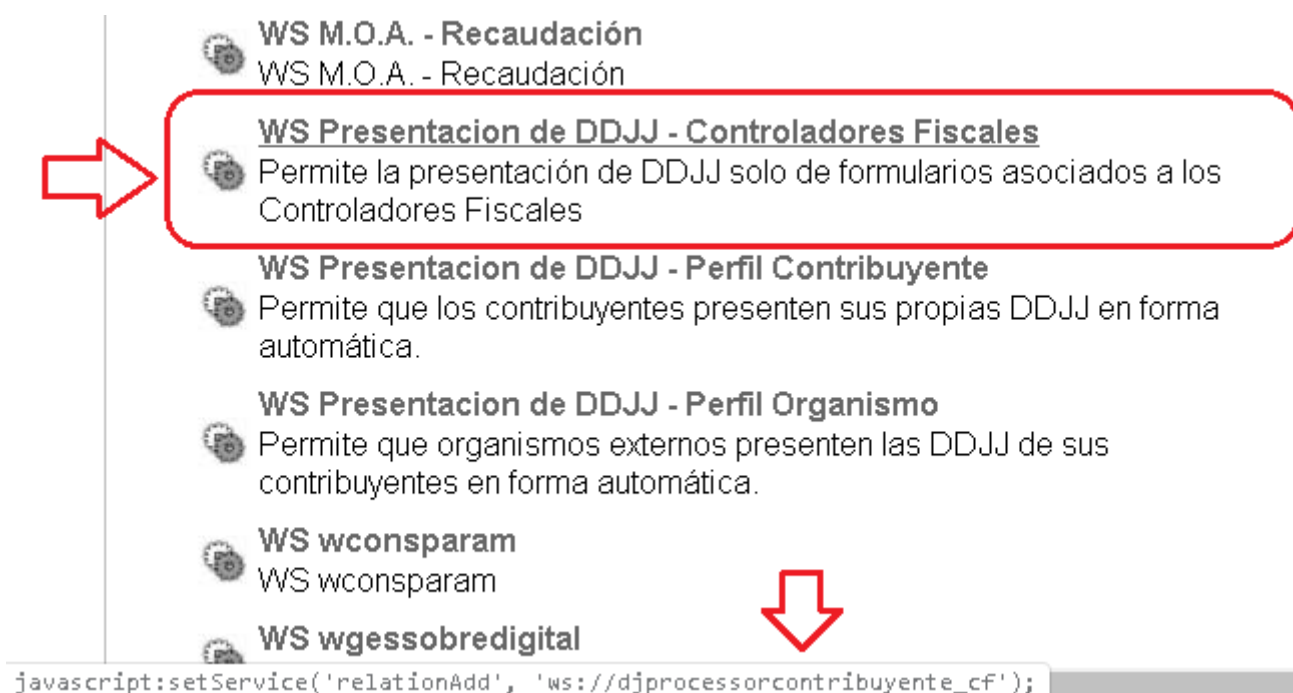 WS M.O.A. - Recaudación
WS M.O.A. - Recaudación
WS Presentacion de DDJJ - Controladores Fiscales
Permite la presentación de DDJJ solo de formularios asociados a los
Controladores Fiscales
WS Presentacion de DDJJ - Perfil Contribuyente
Permite que los contribuyentes presenten sus propias DDJJ en forma
automática.
WS Presentacion de DDJJ - Perfil Organismo
Permite que organismos externos presenten las DDJJ de sus
contribuyentes en forma automática.
WS wconsparam
WS wconsparam
WS wgessobredigital
javascript:setService('relationAdd', 'ws://djprocessorcontribuyente_cf');